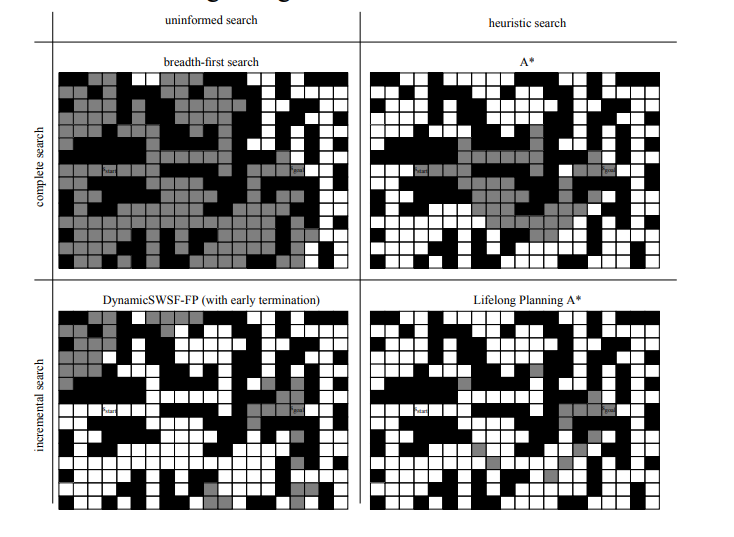 uninformed search
heuristic search
breadth-first search
A*
complete search
start
goal
start
goal
DynamicSWSF-FP (with early termination)
Lifelong Planning A*
incremental search
start
goal
start
goal